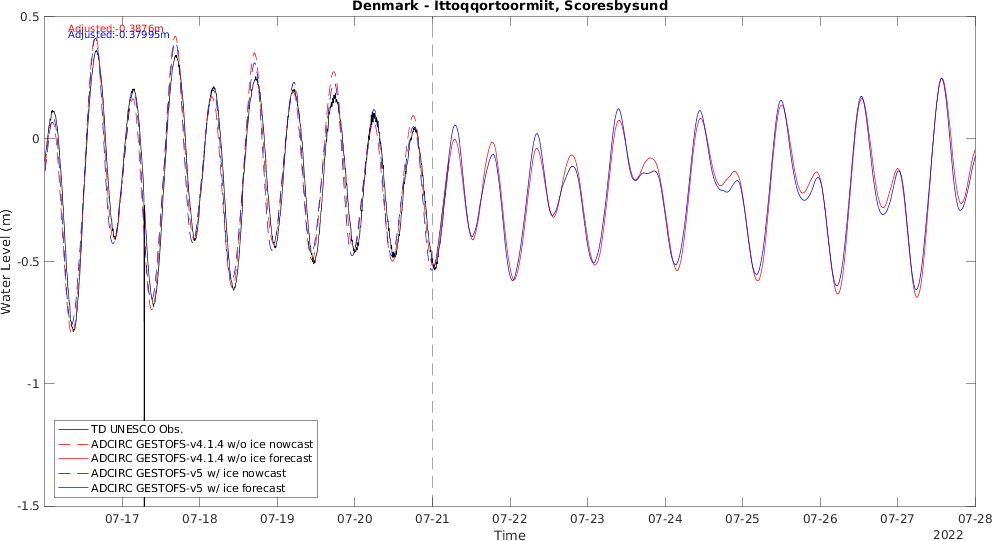 Denmark - Ittoqqortoormiit, Scoresbysund
Adjusted:-0.3876m
Adjusted:-0.37995m
0.5
0
-0.5
-1
-1.5
Water Level (m)
TD UNESCO Obs.
ADCIRC GESTOFS-v4.1.4 w/o ice nowcast
ADCIRC GESTOFS-v4.1.4 w/o ice forecast
ADCIRC GESTOFS-v5 w/ ice nowcast
ADCIRC GESTOFS-v5 w/ ice forecast
07-17 07-18 07-19 07-20 07-21 07-22 07-23 07-24 07-25 07-26 07-27 07-28
Time
2022